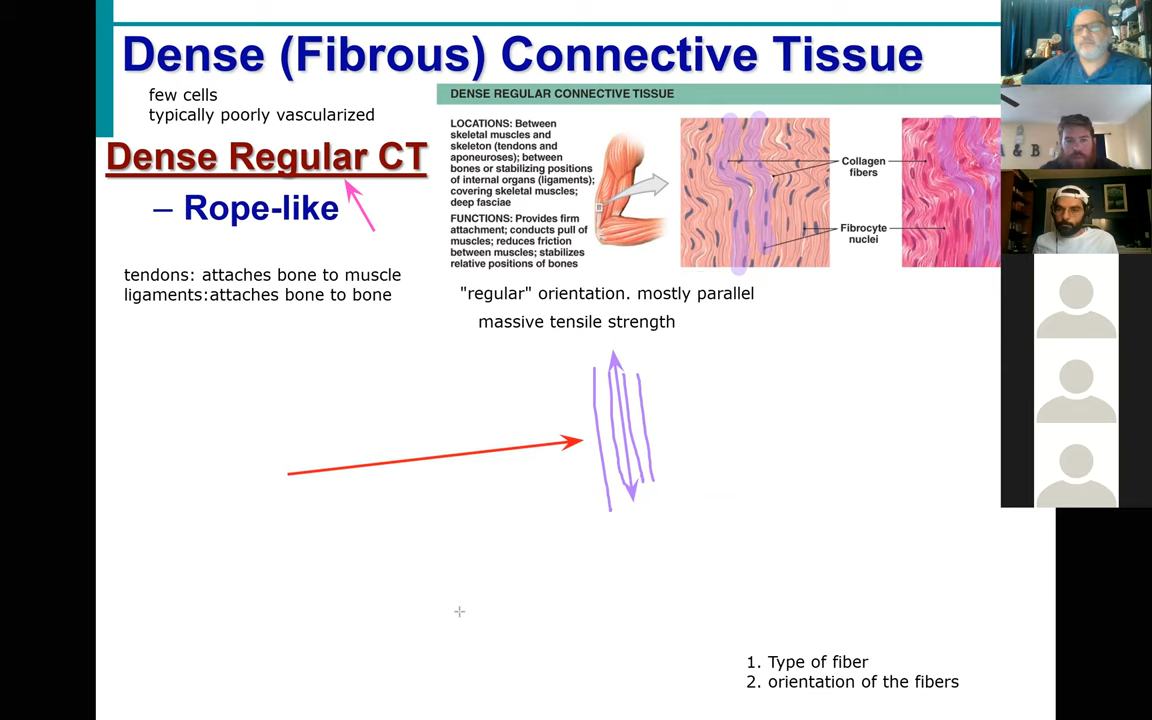 Dense (Fibrous) Connective Tissue
few cells
typically poorly vascularized
Dense Regular CT
– Rope-like
tendons: attaches bone to muscle
ligaments:attaches bone to bone
DENSE REGULAR CONNECTIVE TISSUE
LOCATIONS: Between
skeletal muscles and
skeleton (tendons and
aponeuroses); between
bones or stabilizing positions
of internal organs (ligaments);
covering skeletal muscles;
deep fasciae
FUNCTIONS: Provides firm
attachment; conducts pull of
muscles; reduces friction
between muscles; stabilizes
relative positions of bones
Collagen
fibers
Fibrocyte
nuclei
"regular" orientation. mostly parallel
massive tensile strength
1. Type of fiber
2. orientation of the fibers
A & B